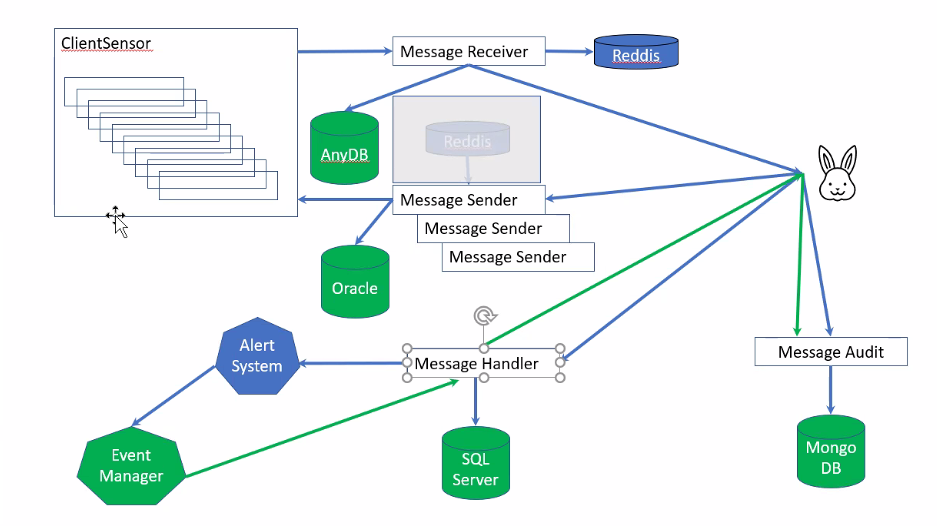 ClientSensor
Message Receiver
Reddis
AnyDB
Reddis
Message Sender
Message Sender
Message Sender
Oracle
Alert
System
Message Handler
Message Audit
Event
Manager
SQL
Server
Mongo
DB